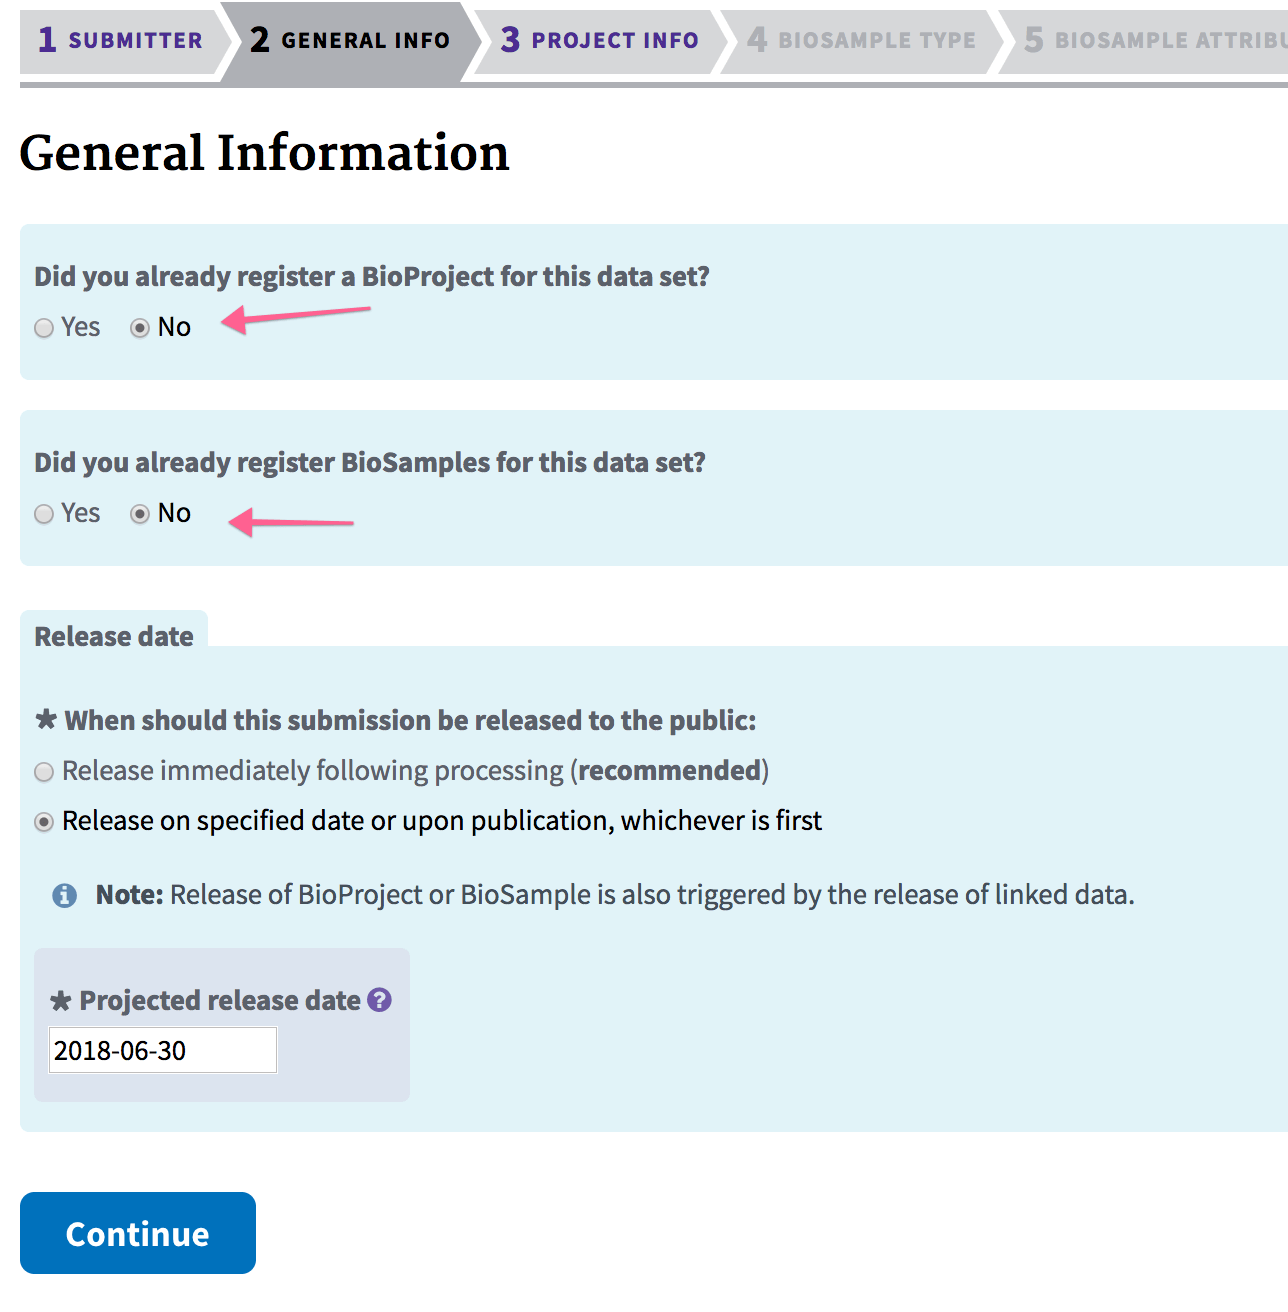 1 SUBMITTER 2 GENERAL INFO 3 PROJECT INFO 4 BIOSAMPLE TYPE 5 BIOSAMPLE
General Information
Did you already register a BioProject for this data set?
Yes No
Did you already register BioSamples for this data set?
Yes No
Release date
* When should this submission be released to the public:
Release immediately following processing (recommended)
Release on specified date or upon publication, whichever is first
Note: Release of BioProject or BioSample is also triggered by the release of linked data.
* Projected release date ?
2018-06-30
Continue